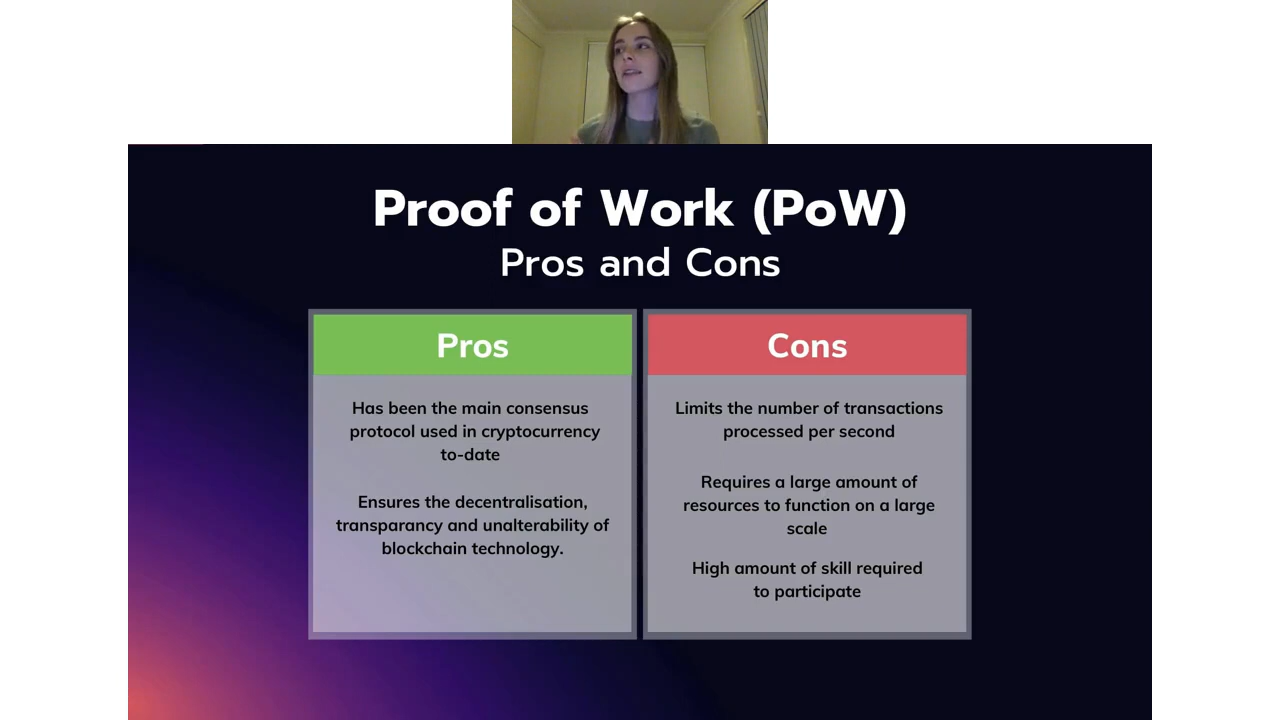 Proof of Work (PoW)
Pros and Cons
Pros
Has been the main consensus
protocol used in cryptocurrency
to-date
Ensures the decentralisation,
transparancy and unalterability of
blockchain technology.
Cons
Limits the number of transactions
processed per second
Requires a large amount of
resources to function on a large
scale
High amount of skill required
to participate